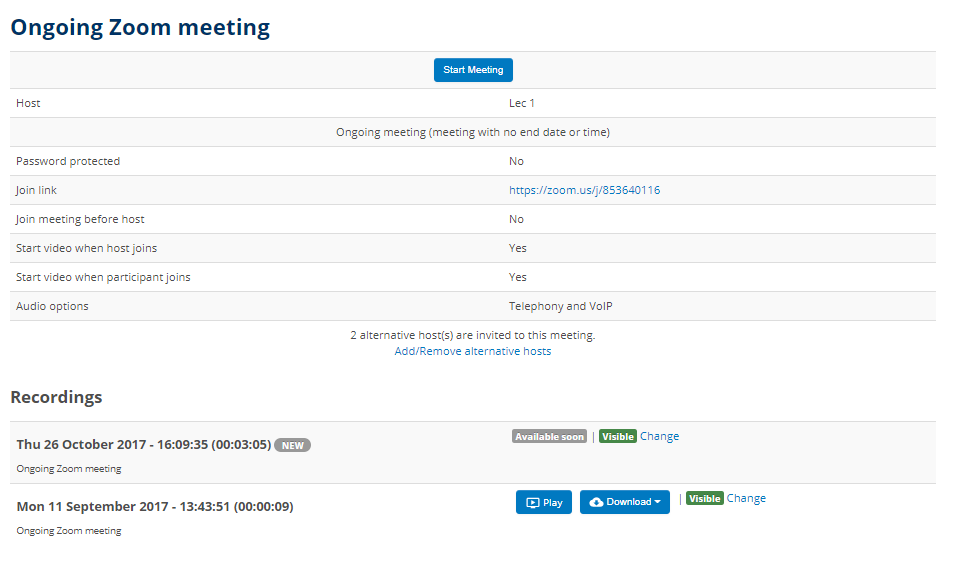 Ongoing Zoom meeting
Start Meeting
Host Lec 1
Ongoing meeting (meeting with no end date or time)
Password protected No
Join link https://zoom.us/j/853640116
Join meeting before host No
Start video when host joins Yes
Start video when participant joins Yes
Audio options Telephony and VoIP
2 alternative host(s) are invited to this meeting.
Add/Remove alternative hosts
Recordings
Thu 26 October 2017 - 16:09:35 (00:03:05) NEW Available soon | Visible Change
Ongoing Zoom meeting
Mon 11 September 2017 - 13:43:51 (00:00:09) Play Download | Visible Change
Ongoing Zoom meeting